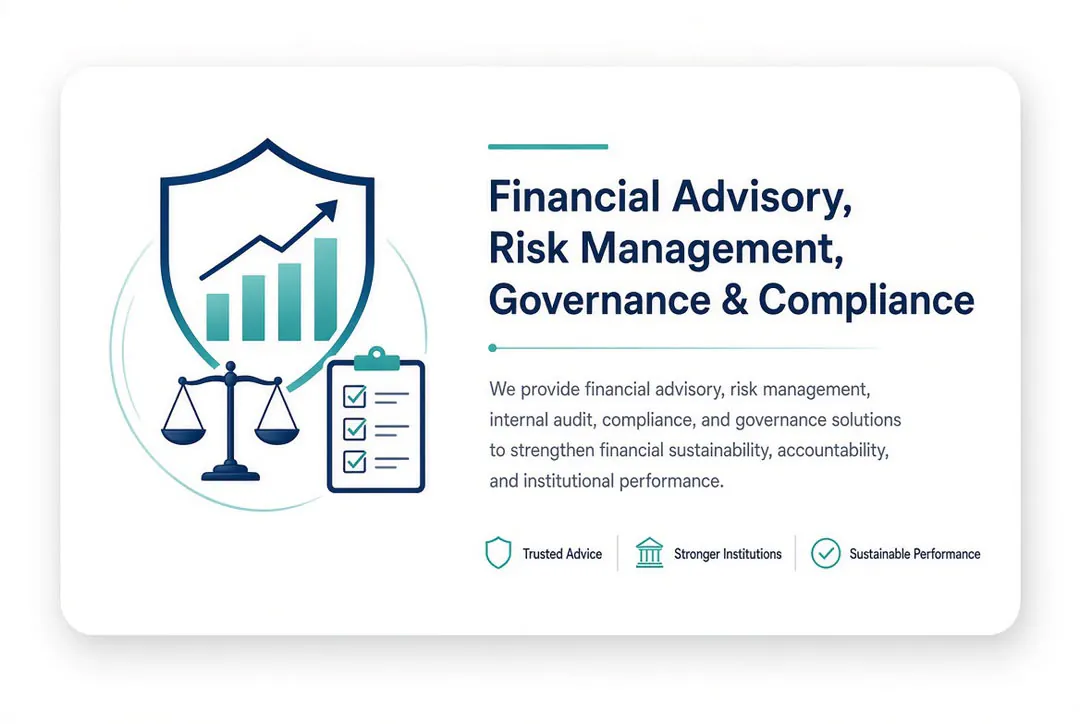 Financial Advisory,
Risk Management,
Governance & Compliance
We provide financial advisory, risk management,
internal audit, compliance, and governance solutions
to strengthen financial sustainability, accountability,
and institutional performance.
Trusted Advice
Stronger Institutions
Sustainable Performance